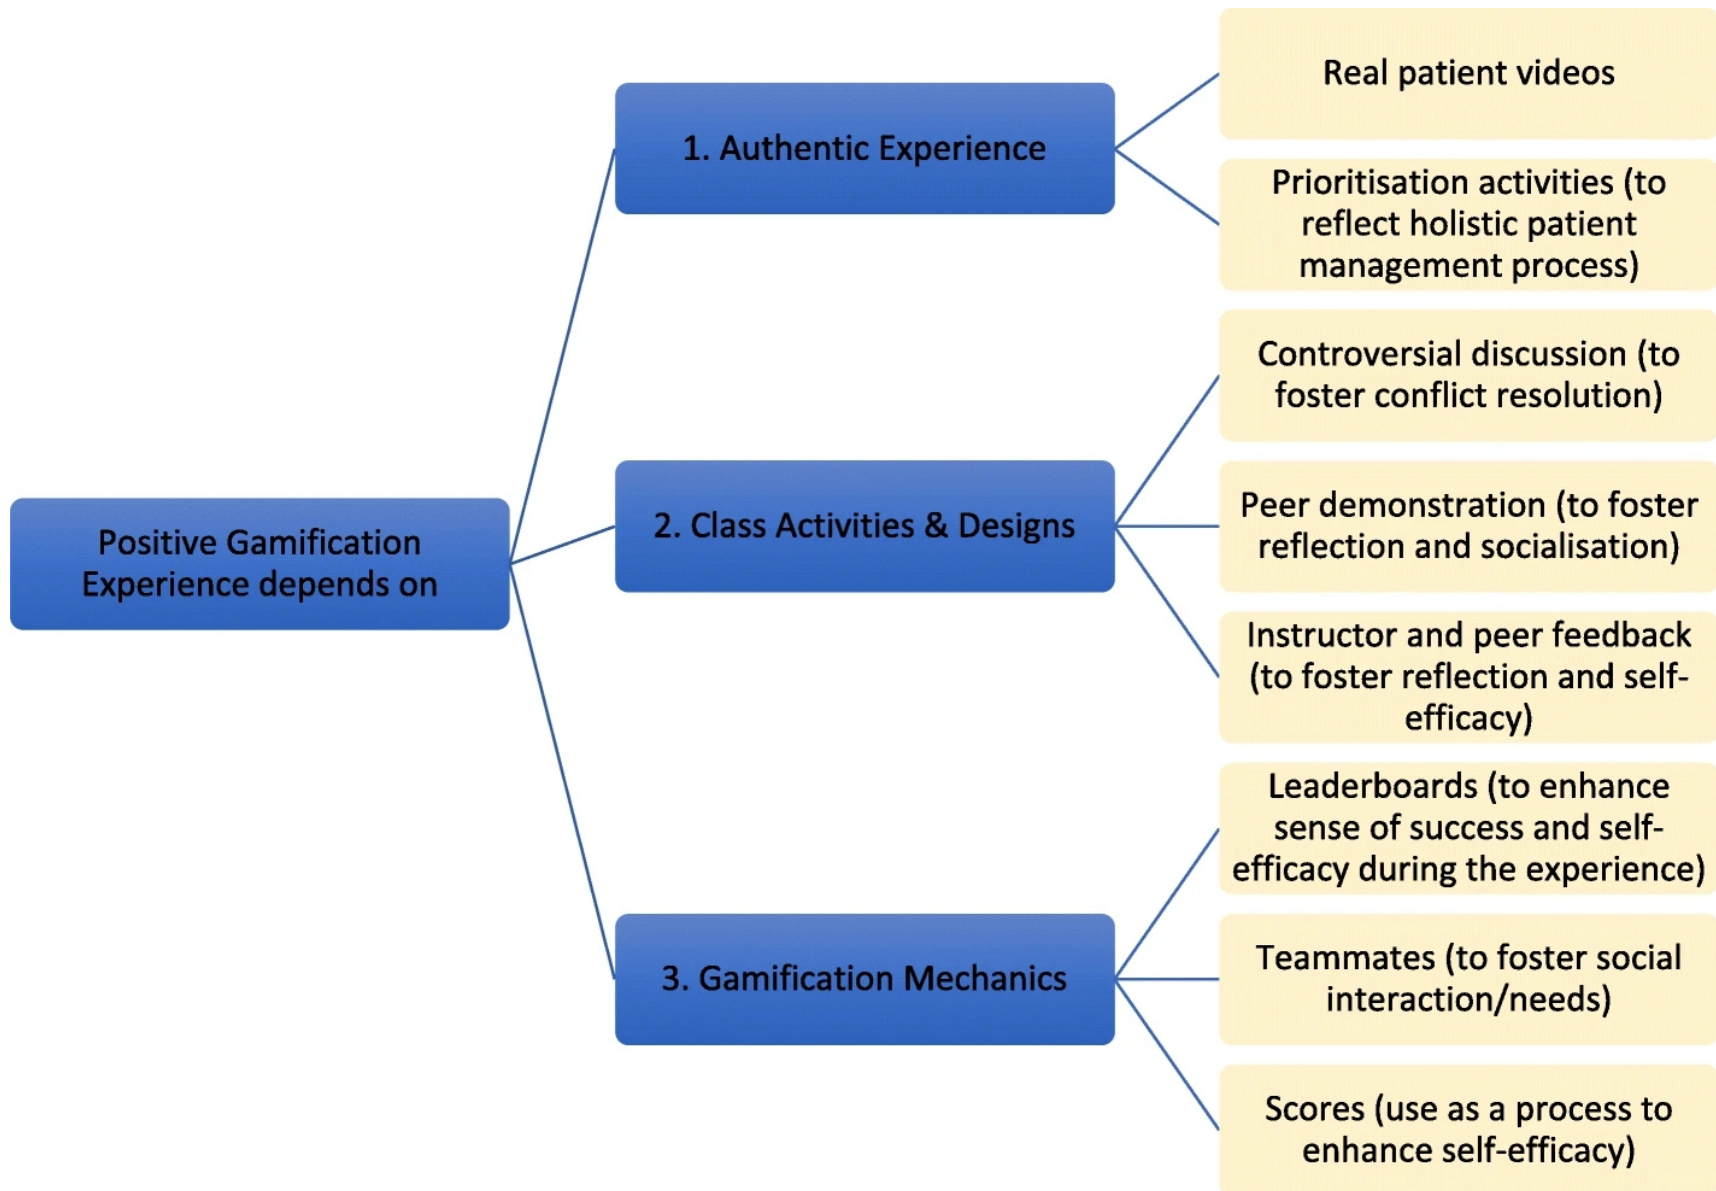 Positive Gamification
Experience depends on
1. Authentic Experience
Real patient videos
Prioritisation activities (to
reflect holistic patient
management process)
2. Class Activities & Designs
Controversial discussion (to
foster conflict resolution)
Peer demonstration (to foster
reflection and socialisation)
Instructor and peer feedback
(to foster reflection and self-
efficacy)
3. Gamification Mechanics
Leaderboards (to enhance
sense of success and self-
efficacy during the experience)
Teammates (to foster social
interaction/needs)
Scores (use as a process to
enhance self-efficacy)